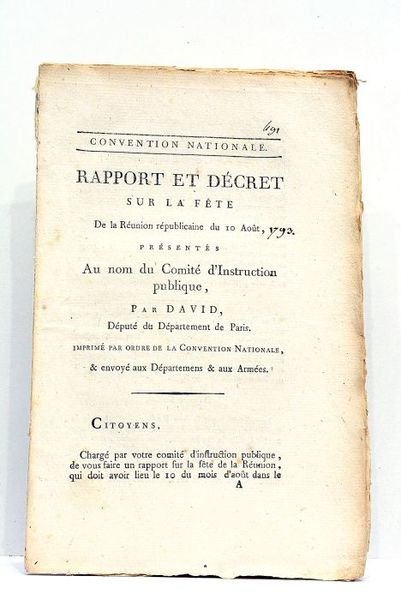 691
CONVENTION NATIONALE.
RAPPORT ET DÉCRET
SUR LA FÊTE
De la Réunion républicaine du 10 Août, 1793.
PRÉSENTÉS
Au nom du Comité d'Instruction
publique,
PAR DAVID,
Député du Département de Paris.
IMPRIMÉ PAR ORDRE DE LA CONVENTION NATIONALE,
& envoyé aux Départemens & aux Armées.
CITOYENS,
Chargé par votre comité d'instruction publique,
de vous faire un rapport sur la fête de la Réunion,
qui doit avoir lieu le 10 du mois d'août dans le
A